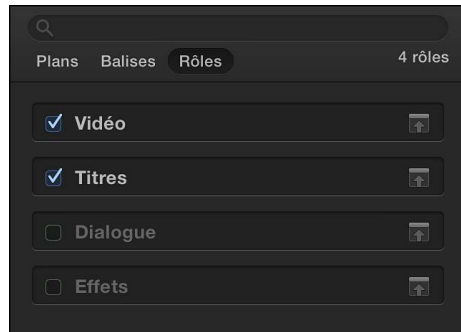 Plans Balises Rôles 4 rôles
Vidéo
Titres
Dialogue
Effets